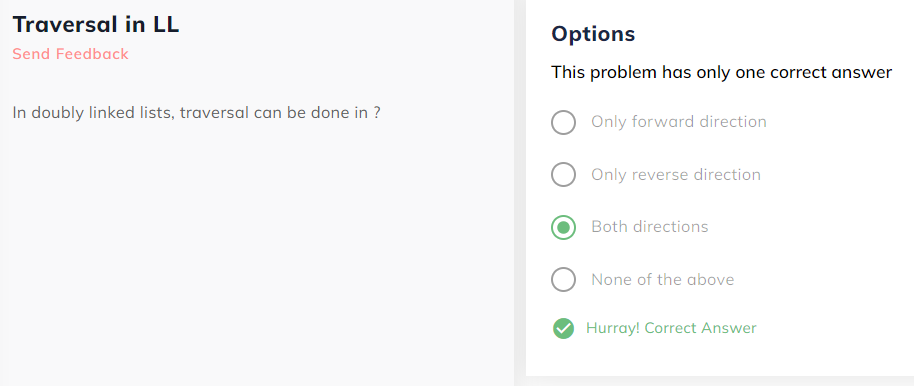 Traversal in LL
Send Feedback
In doubly linked lists, traversal can be done in ?
Options
This problem has only one correct answer
Only forward direction
Only reverse direction
Both directions
None of the above
Hurray! Correct Answer